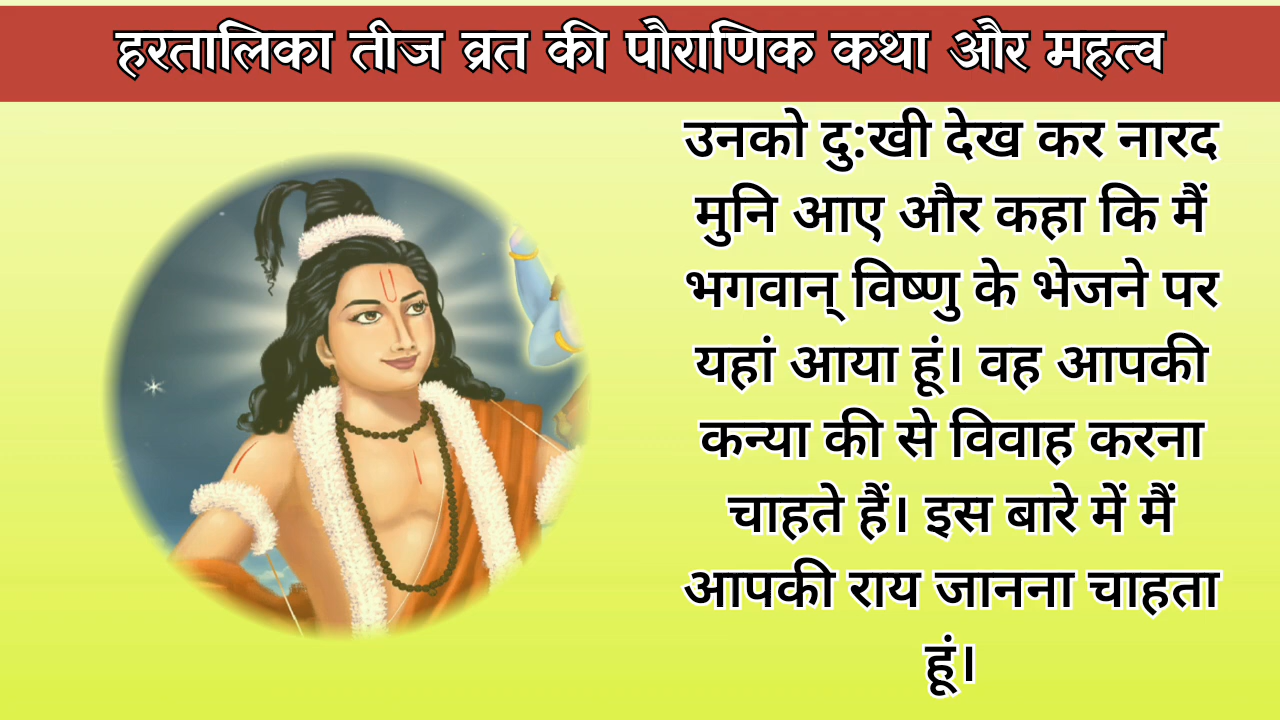 हरतालिका तीज व्रत की पौराणिक कथा और महत्व
उनको दु:खी देख कर नारद
मुनि आए और कहा कि मैं
भगवान् विष्णु के भेजने पर
यहां आया हूं। वह आपकी
कन्या की से विवाह करना
चाहते हैं। इस बारे में मैं
आपकी राय जानना चाहता
हूं।